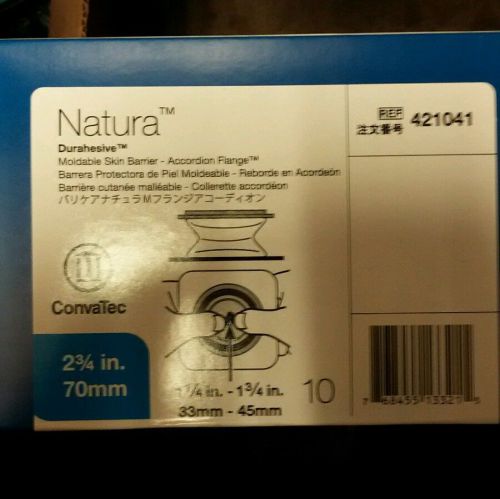 Natura™
Durahesive™
Moldable Skin Barrier - Accordion Flange™
Barrera Protectora de Piel Moldeable - Reborde en Acordeón
Barrière cutanée malléable - Collerette accordéon
バリケアナチュラMフランジアコーディオン
ConvaTec
2¾ in.
70mm
1¼ in. - 1¾ in.
33mm - 45mm
10
REF
注文番号 421041
7 68455 13321